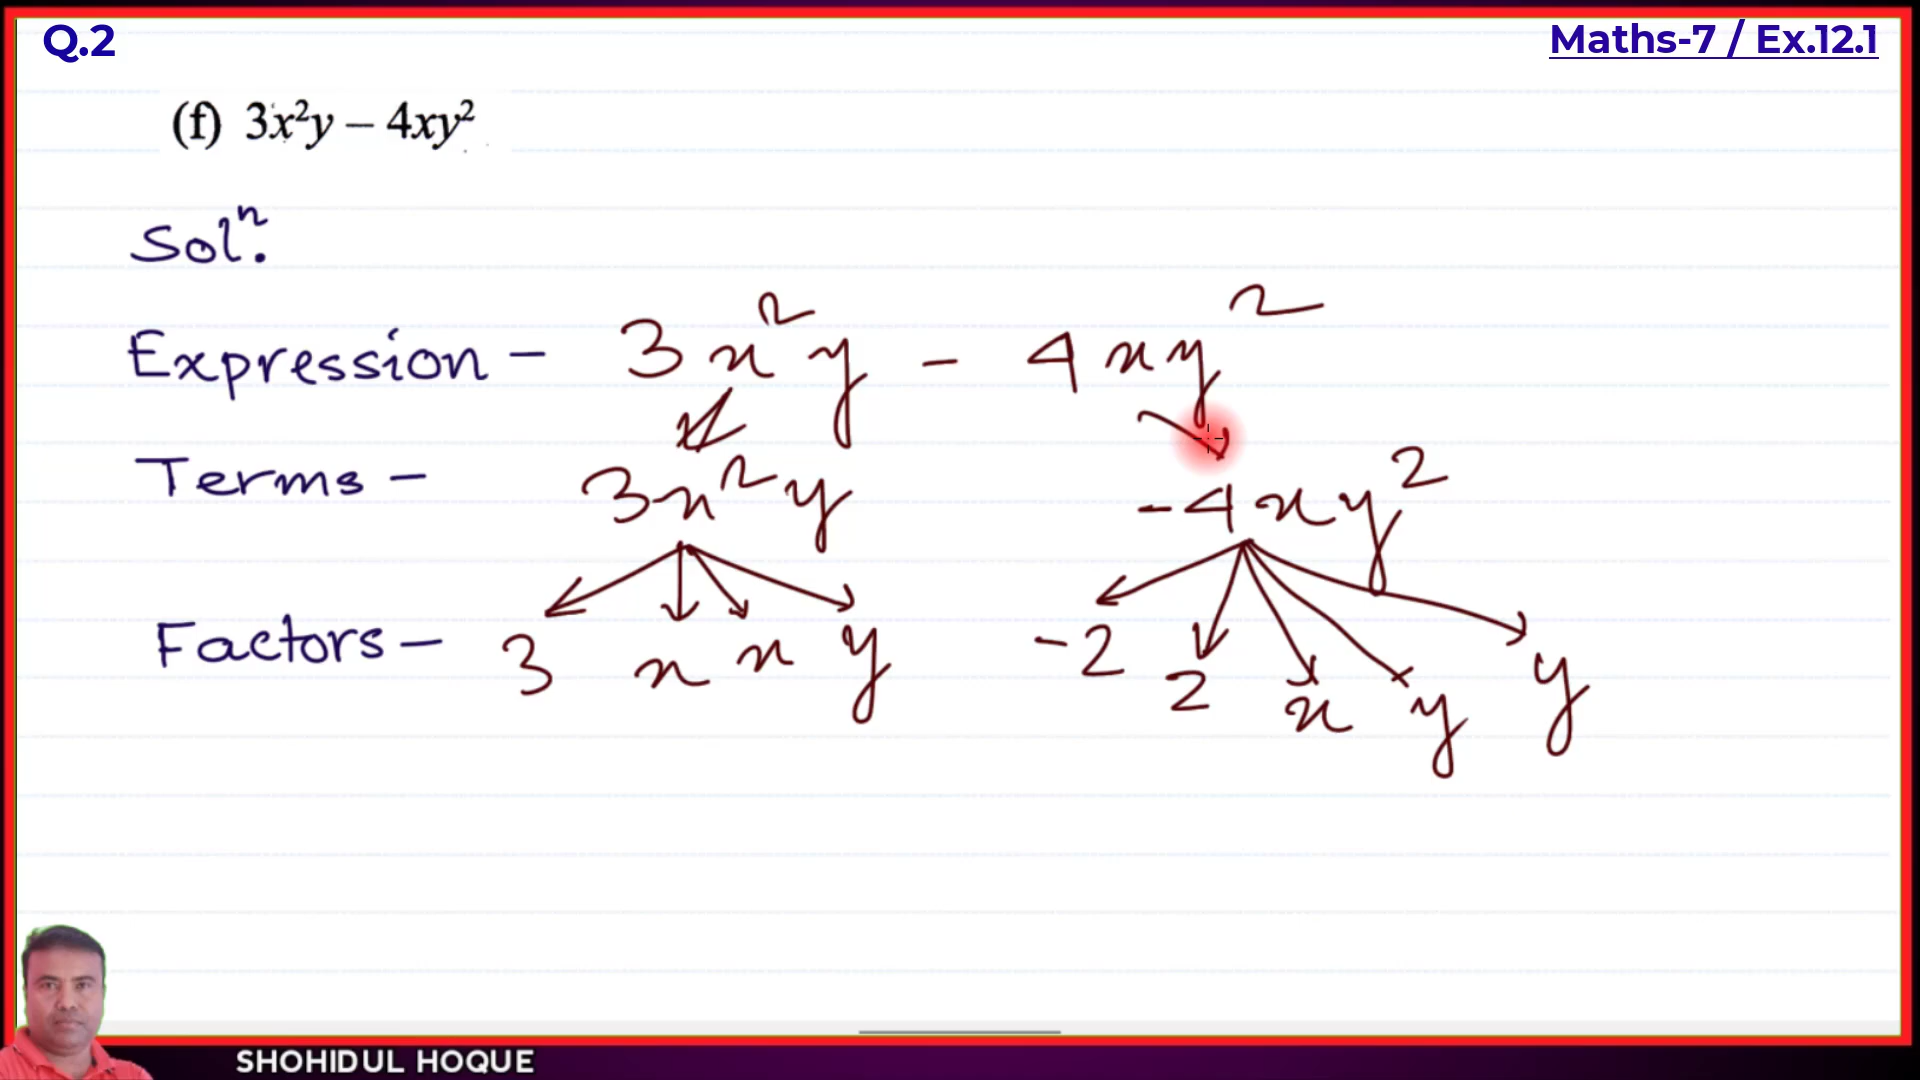 Q.2
Maths-7 / Ex.12.1
(f) 3x²y – 4xy²
Solⁿ.
Expression – 3x²y – 4xy²
Terms – 3x²y -4xy²
Factors – 3 x x y -2 2 x y y
SHOHIDUL HOQUE